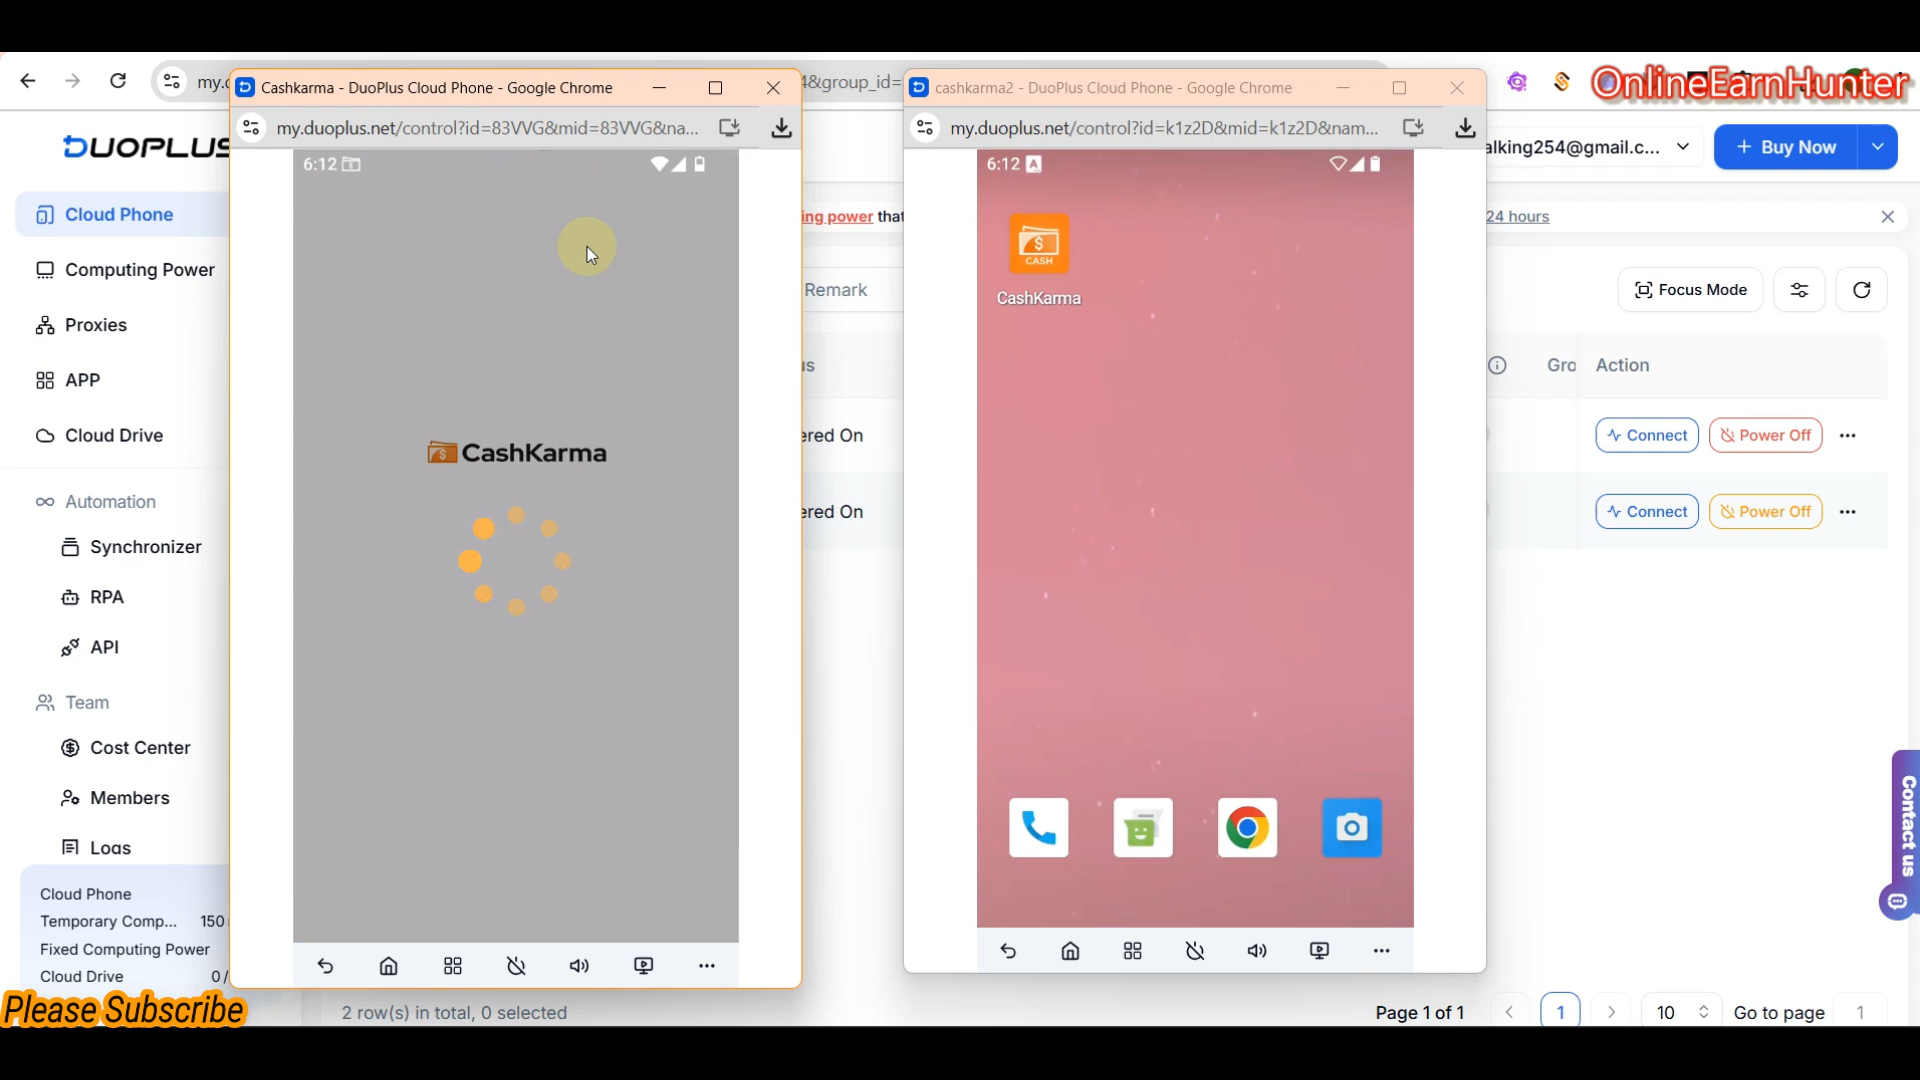 my.c
4&group_id=
OnlineEarnHunter
Cashkarma - DuoPlus Cloud Phone - Google Chrome
my.duoplus.net/control?id=83VVG&mid=83VVG&na...
cashkarma2 - DuoPlus Cloud Phone - Google Chrome
my.duoplus.net/control?id=k1z2D&mid=k1z2D&nam...
DUOPLUS
alking254@gmail.c...
+ Buy Now
Cloud Phone
Computing Power
Proxies
APP
Cloud Drive
Automation
Synchronizer
RPA
API
Team
Cost Center
Members
Logs
Cloud Phone
Temporary Comp... 150
Fixed Computing Power
Cloud Drive 0 /
Please Subscribe
6:12
CashKarma
6:12
CASH
CashKarma
ing power that
24 hours
Remark
Focus Mode
us
Gro
Action
ered On
Connect
Power Off
ered On
Connect
Power Off
Contact us
2 row(s) in total, 0 selected
Page 1 of 1
1
10
Go to page
1